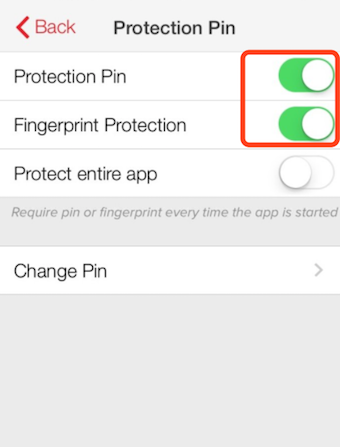 Back
Protection Pin
Protection Pin
Fingerprint Protection
Protect entire app
Require pin or fingerprint every time the app is started
Change Pin